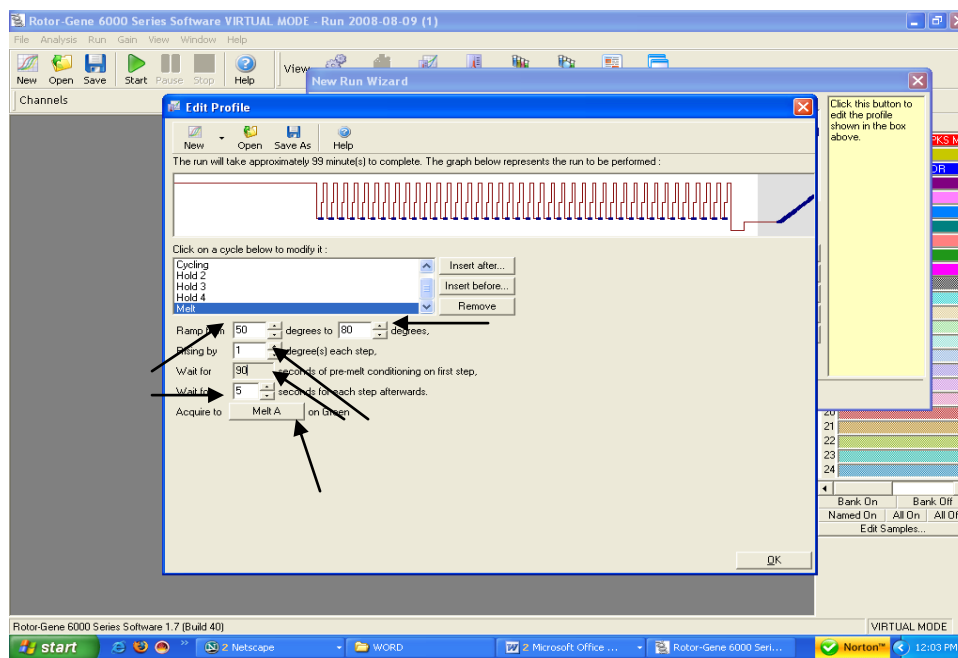 Rotor-Gene 6000 Series Software VIRTUAL MODE - Run 2008-08-09 (1)
File Analysis Run Gain View Window Help
New Open Save Start Pause Stop Help View
New Run Wizard
Channels
Edit Profile
Click this button to
edit the profile
shown in the box
above.
New Open Save As Help
The run will take approximately 99 minute(s) to complete. The graph below represents the run to be performed :
Click on a cycle below to modify it :
Cycling
Hold 2
Hold 3
Hold 4
Melt
Insert after...
Insert before...
Remove
Ramp 50 degrees to 80 degrees,
Rising by 1 degree(s) each step,
Wait for 90 seconds of pre-melt conditioning on first step,
Wait for 5 seconds for each step afterwards.
Acquire to Melt A on Green
OK
20
21
22
23
24
Bank On Bank Off
Named On All On All Of
Edit Samples...
Rotor-Gene 6000 Series Software 1.7 (Build 40) VIRTUAL MODE
start 2 Netscape WORD 2 Microsoft Office ... Rotor-Gene 6000 Seri... Norton™ 12:03 PM